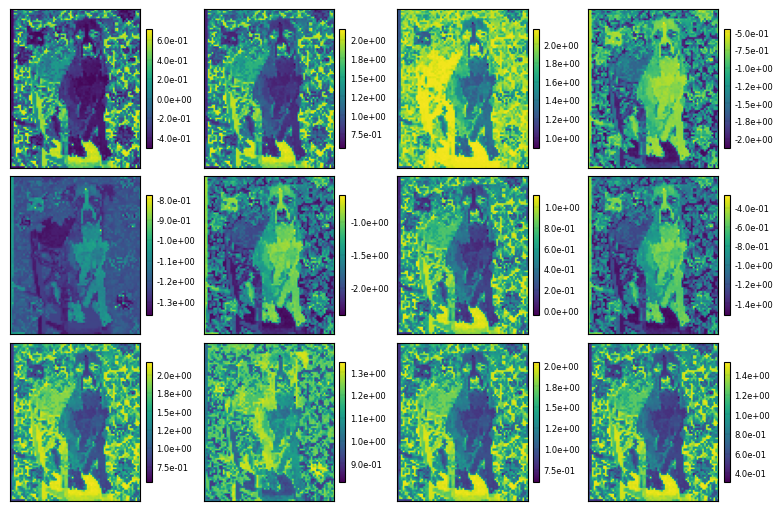 6.0e-01
4.0e-01
2.0e-01
0.0e+00
-2.0e-01
-4.0e-01
2.0e+00
1.8e+00
1.5e+00
1.2e+00
1.0e+00
7.5e-01
2.0e+00
1.8e+00
1.6e+00
1.4e+00
1.2e+00
1.0e+00
-5.0e-01
-7.5e-01
-1.0e+00
-1.2e+00
-1.5e+00
-1.8e+00
-2.0e+00
-8.0e-01
-9.0e-01
-1.0e+00
-1.1e+00
-1.2e+00
-1.3e+00
-1.0e+00
-1.5e+00
-2.0e+00
1.0e+00
8.0e-01
6.0e-01
4.0e-01
2.0e-01
0.0e+00
-4.0e-01
-6.0e-01
-8.0e-01
-1.0e+00
-1.2e+00
-1.4e+00
2.0e+00
1.8e+00
1.5e+00
1.2e+00
1.0e+00
7.5e-01
1.3e+00
1.2e+00
1.1e+00
1.0e+00
9.0e-01
2.0e+00
1.8e+00
1.5e+00
1.2e+00
1.0e+00
7.5e-01
1.4e+00
1.2e+00
1.0e+00
8.0e-01
6.0e-01
4.0e-01